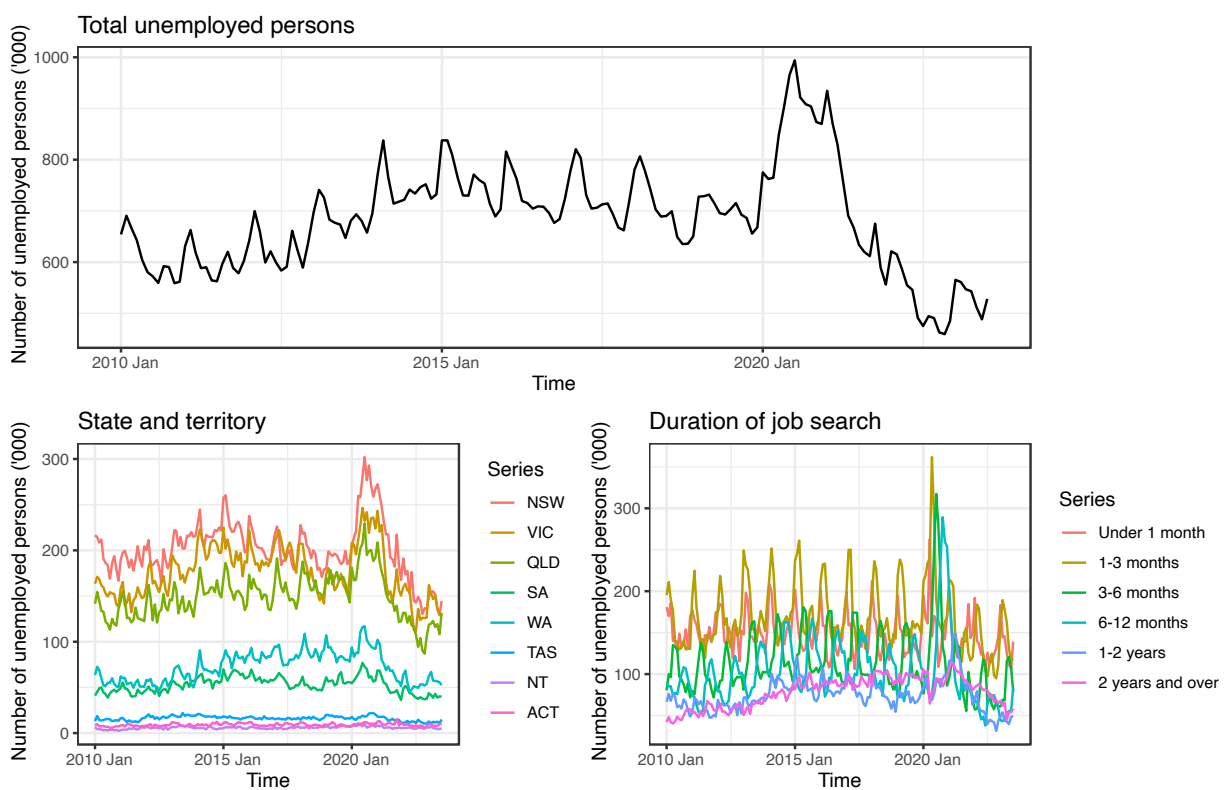 Total unemployed persons
Number of unemployed persons ('000)
1000
800
600
2010 Jan
2015 Jan
2020 Jan
Time
State and territory
Number of unemployed persons ('000)
300
200
100
0
2010 Jan
2015 Jan
2020 Jan
Time
Series
NSW
VIC
QLD
SA
WA
TAS
NT
ACT
Duration of job search
Number of unemployed persons ('000)
300
200
100
2010 Jan
2015 Jan
2020 Jan
Time
Series
Under 1 month
1-3 months
3-6 months
6-12 months
1-2 years
2 years and over